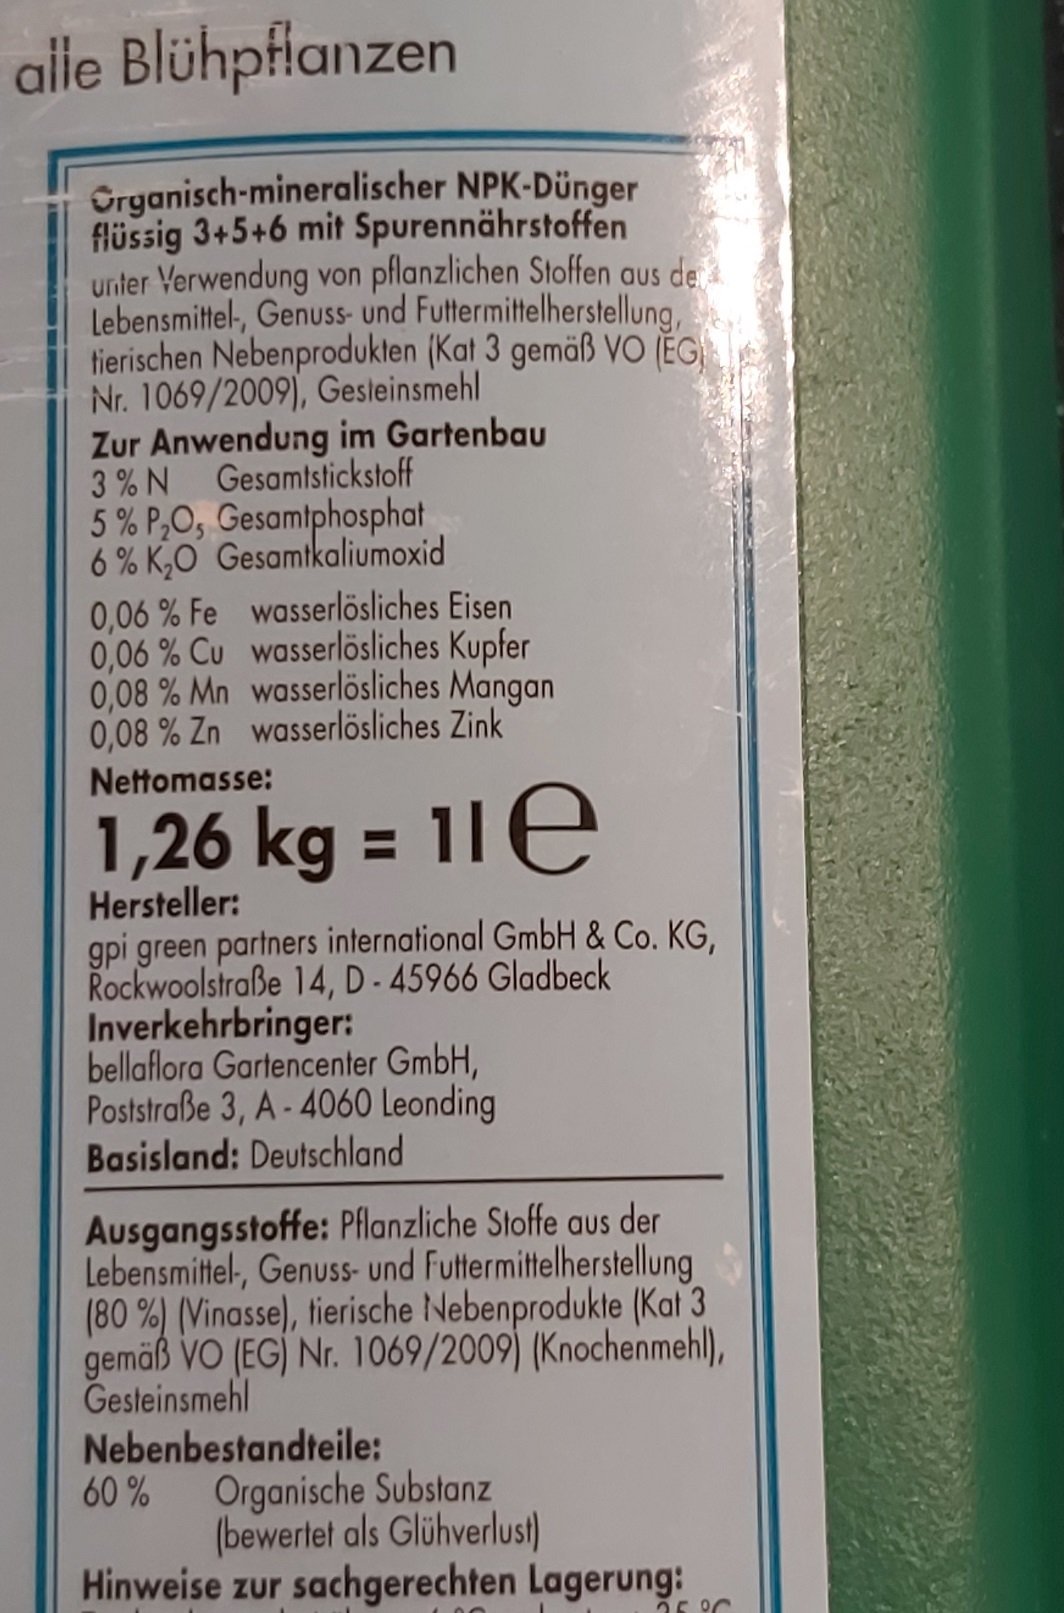 alle Blühpflanzen
Organisch-mineralischer NPK-Dünger
flüssig 3+5+6 mit Spurennährstoffen
unter Verwendung von pflanzlichen Stoffen aus der
Lebensmittel-, Genuss- und Futtermittelherstellung,
tierischen Nebenprodukten (Kat 3 gemäß VO (EG)
Nr. 1069/2009), Gesteinsmehl
Zur Anwendung im Gartenbau
3 % N Gesamtstickstoff
5 % P₂O₅ Gesamtphosphat
6 % K₂O Gesamtkaliumoxid
0,06 % Fe wasserlösliches Eisen
0,06 % Cu wasserlösliches Kupfer
0,08 % Mn wasserlösliches Mangan
0,08 % Zn wasserlösliches Zink
Nettomasse:
1,26 kg = 1l e
Hersteller:
gpi green partners international GmbH & Co. KG,
Rockwoolstraße 14, D - 45966 Gladbeck
Inverkehrbringer:
bellaflora Gartencenter GmbH,
Poststraße 3, A - 4060 Leonding
Basisland: Deutschland
Ausgangsstoffe: Pflanzliche Stoffe aus der
Lebensmittel-, Genuss- und Futtermittelherstellung
(80 %) (Vinasse), tierische Nebenprodukte (Kat 3
gemäß VO (EG) Nr. 1069/2009) (Knochenmehl),
Gesteinsmehl
Nebenbestandteile:
60 % Organische Substanz
(bewertet als Glühverlust)
Hinweise zur sachgerechten Lagerung: